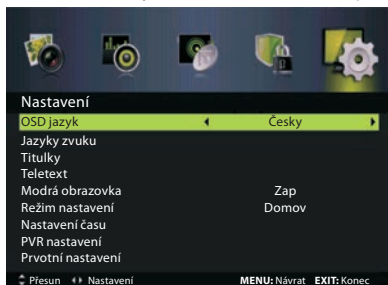 Nastavení
OSD jazyk Česky
Jazyky zvuku
Titulky
Teletext
Modrá obrazovka Zap
Režim nastavení Domov
Nastavení času
PVR nastavení
Prvotní nastavení
Přesun Nastavení MENU: Návrat EXIT: Konec